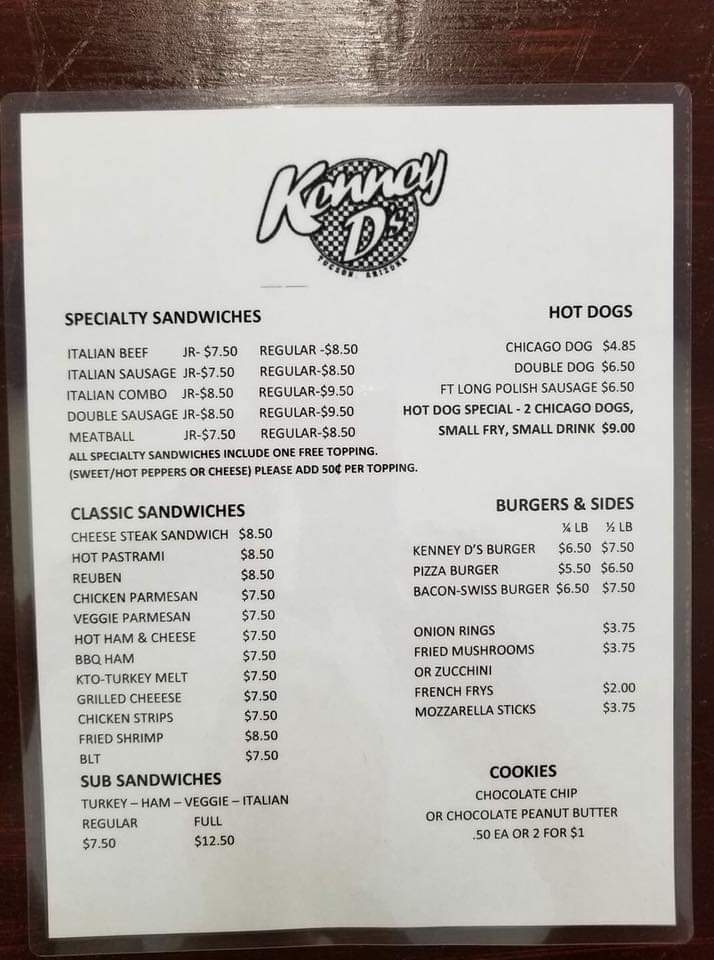 Kenney
D's
TUCSON, ARIZONA
SPECIALTY SANDWICHES
ITALIAN BEEF JR- $7.50 REGULAR -$8.50
ITALIAN SAUSAGE JR-$7.50 REGULAR-$8.50
ITALIAN COMBO JR-$8.50 REGULAR-$9.50
DOUBLE SAUSAGE JR-$8.50 REGULAR-$9.50
MEATBALL JR-$7.50 REGULAR-$8.50
ALL SPECIALTY SANDWICHES INCLUDE ONE FREE TOPPING.
(SWEET/HOT PEPPERS OR CHEESE) PLEASE ADD 50¢ PER TOPPING.
HOT DOGS
CHICAGO DOG $4.85
DOUBLE DOG $6.50
FT LONG POLISH SAUSAGE $6.50
HOT DOG SPECIAL - 2 CHICAGO DOGS,
SMALL FRY, SMALL DRINK $9.00
CLASSIC SANDWICHES
CHEESE STEAK SANDWICH $8.50
HOT PASTRAMI $8.50
REUBEN $8.50
CHICKEN PARMESAN $7.50
VEGGIE PARMESAN $7.50
HOT HAM & CHEESE $7.50
BBQ HAM $7.50
KTO-TURKEY MELT $7.50
GRILLED CHEEESE $7.50
CHICKEN STRIPS $7.50
FRIED SHRIMP $8.50
BLT $7.50
SUB SANDWICHES
TURKEY – HAM – VEGGIE – ITALIAN
REGULAR FULL
$7.50 $12.50
BURGERS & SIDES
¼ LB ½ LB
KENNEY D'S BURGER $6.50 $7.50
PIZZA BURGER $5.50 $6.50
BACON-SWISS BURGER $6.50 $7.50
ONION RINGS $3.75
FRIED MUSHROOMS $3.75
OR ZUCCHINI
FRENCH FRYS $2.00
MOZZARELLA STICKS $3.75
COOKIES
CHOCOLATE CHIP
OR CHOCOLATE PEANUT BUTTER
.50 EA OR 2 FOR $1